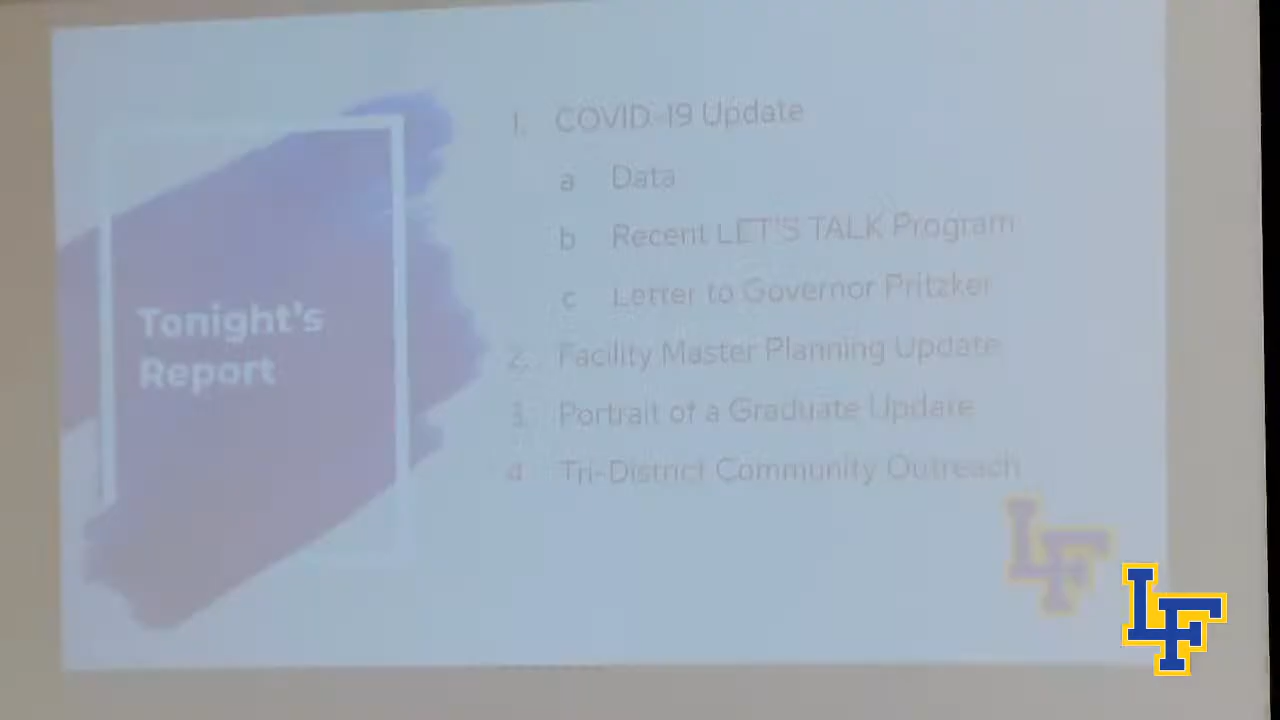 Tonight's
Report
1. COVID-19 Update
a Data
b Recent LET'S TALK Program
c Letter to Governor Pritzker
2. Facility Master Planning Update
3. Portrait of a Graduate Update
4 Tri-District Community Outreach
LF
LF